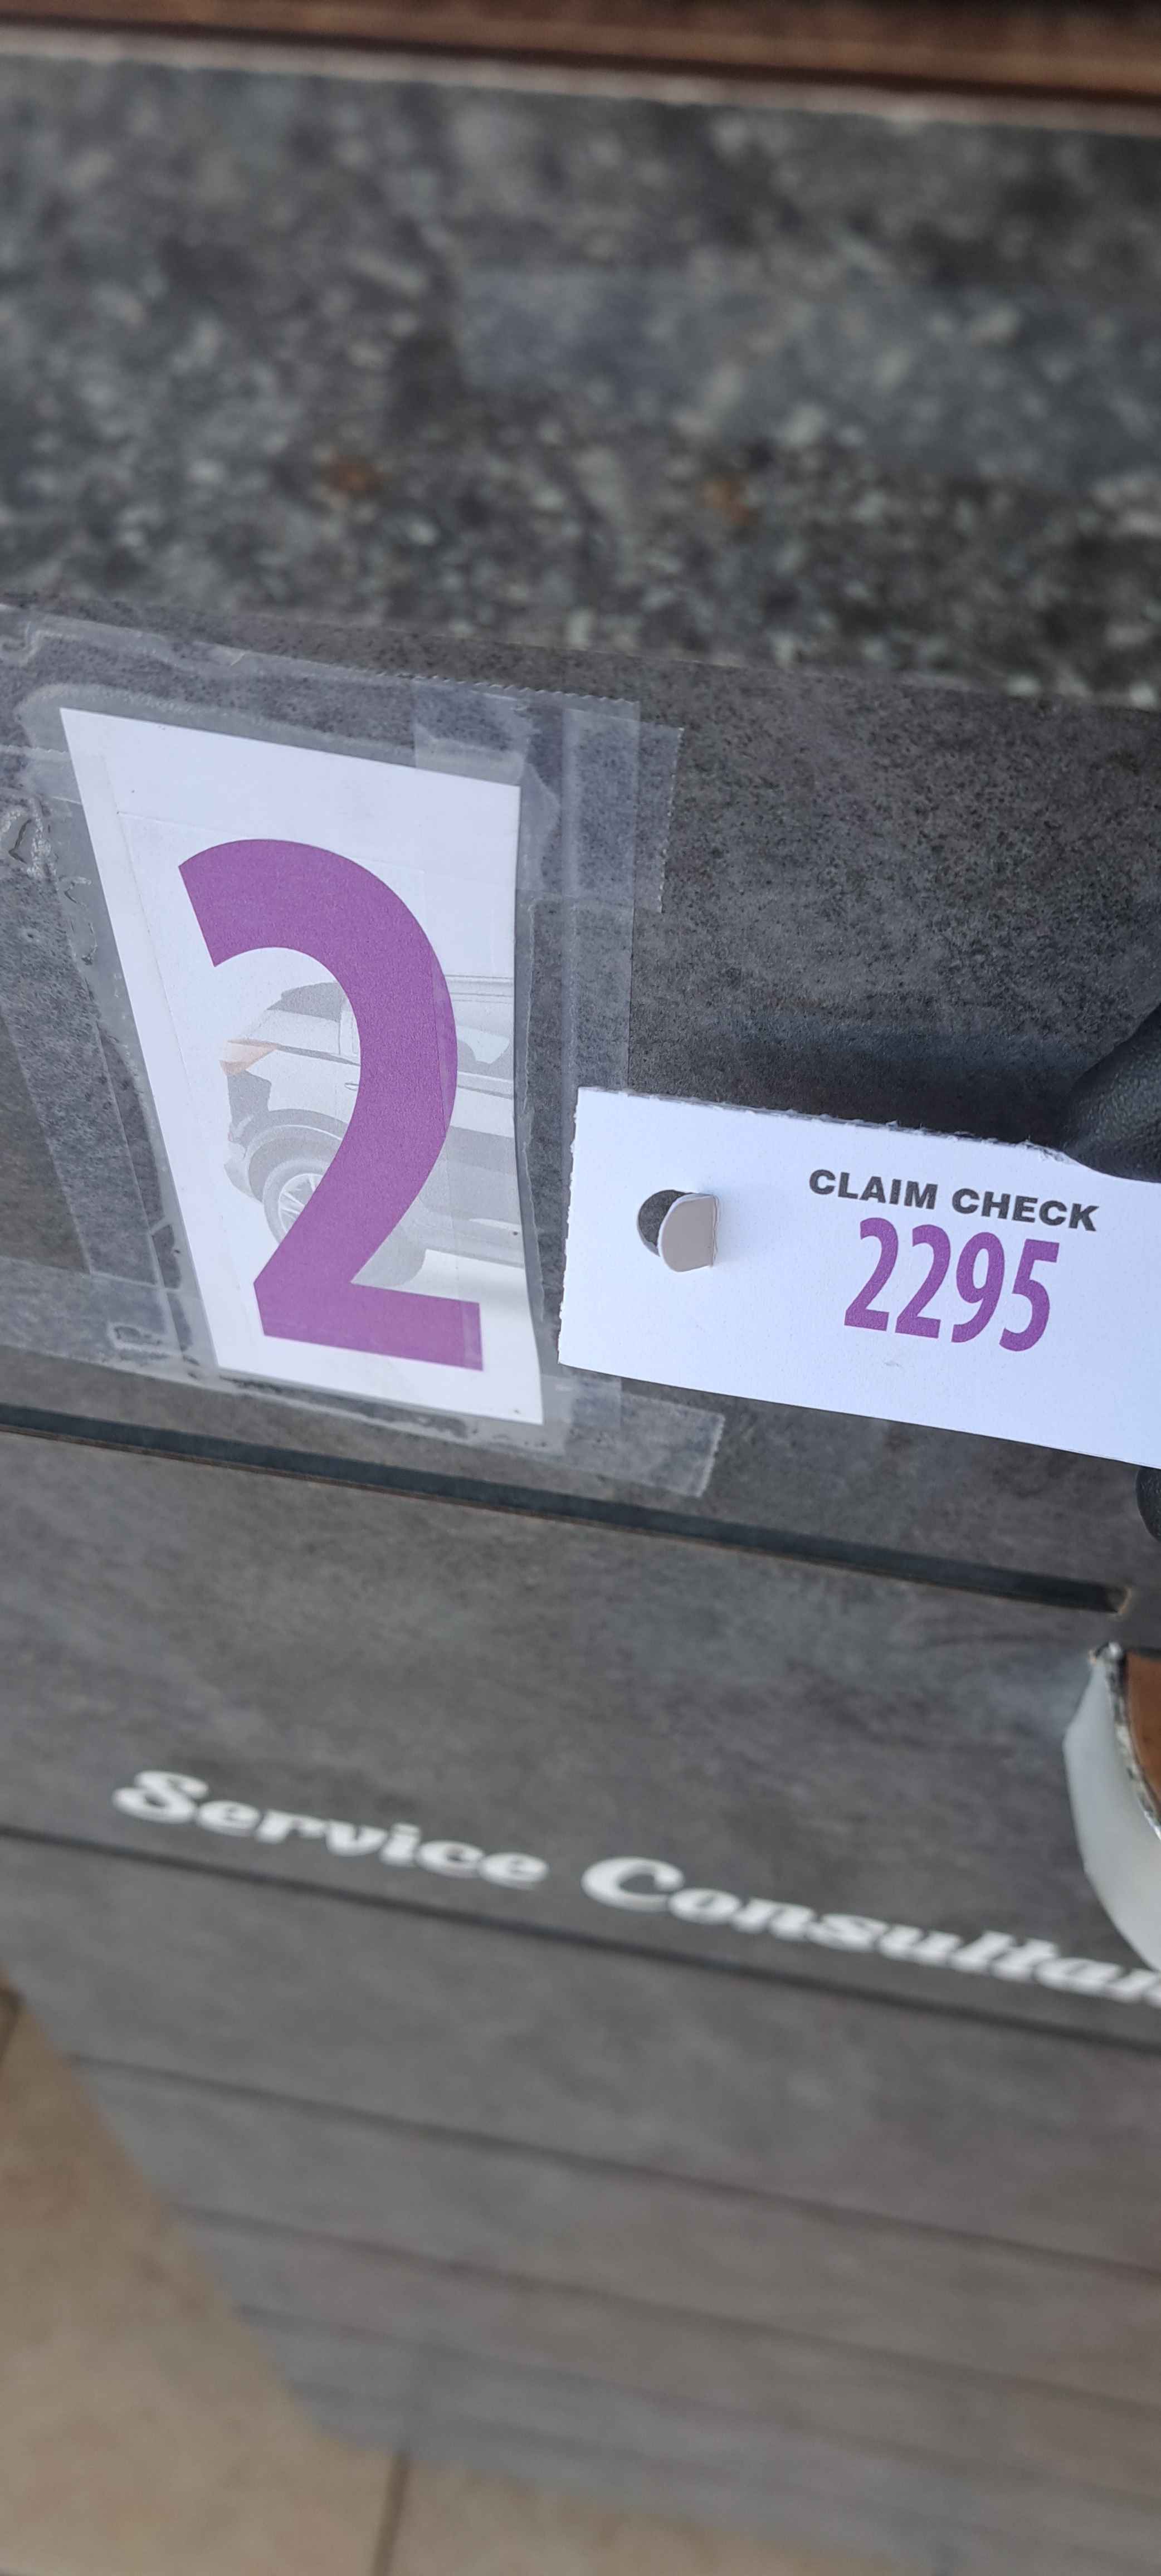 2
CLAIM CHECK
2295
Service Consultan